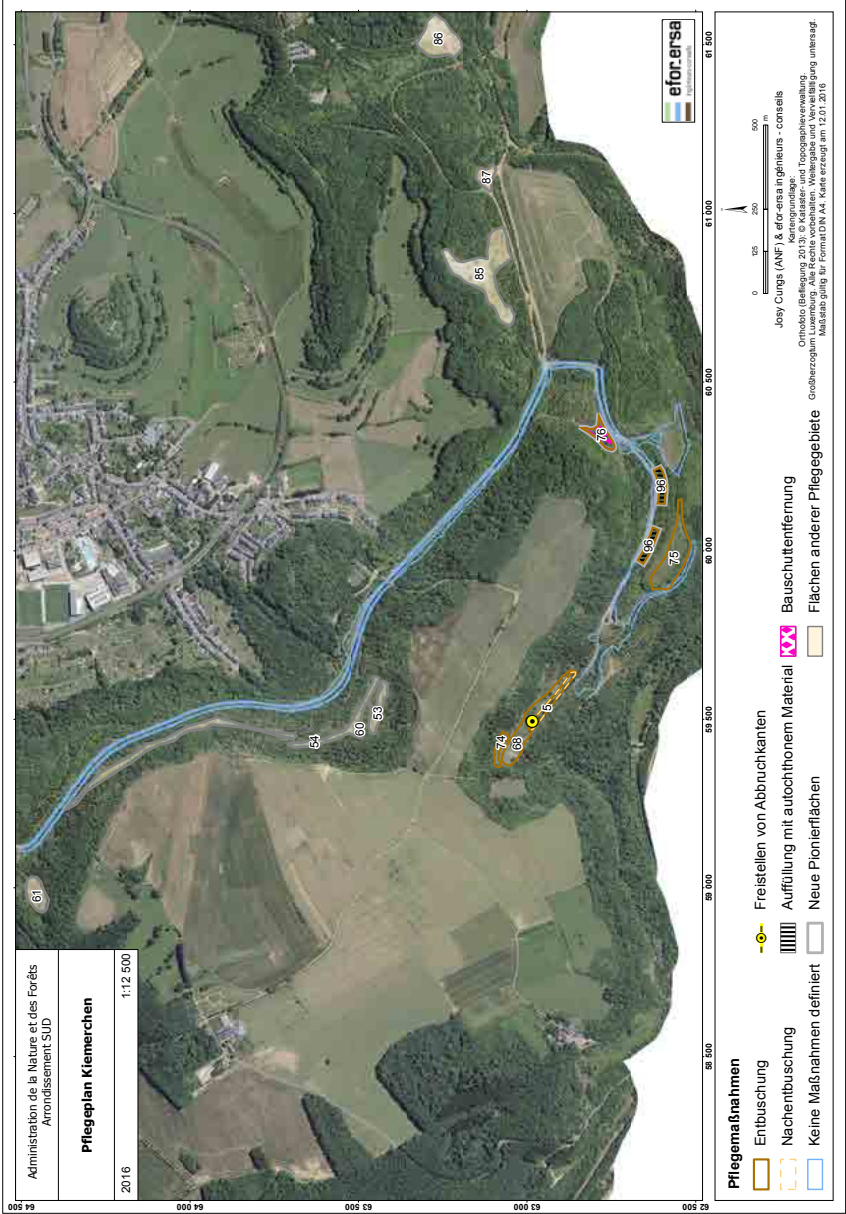 Administration de la Nature et des Forêts
Arrondissement SUD
Pflegeplan Kiemerchen
2016
1:12 500
64 500
64 000
63 500
63 000
62 500
58 500
59 000
59 500
60 000
60 500
61 000
61 500
61
54
60
53
74
68
5
75
96
96
76
85
87
86
efor.ersa
ingénieurs-conseils
Pflegemaßnahmen
Entbuschung
Nachentbuschung
Keine Maßnahmen definiert
Freistellen von Abbruchkanten
Auffüllung mit autochthonem Material
Neue Pionierflächen
Bauschuttentfernung
Flächen anderer Pflegegebiete
0 125 250 500
m
Josy Cungs (ANF) & efor-ersa ingénieurs - conseils
Kartengrundlage:
Orthofoto (Befliegung 2013): © Kataster- und Topographieverwaltung.
Großherzogtum Luxemburg. Alle Rechte vorbehalten. Weitergabe und Vervielfältigung untersagt.
Maßstab gültig für Format DIN A4. Karte erzeugt am 12.01.2016